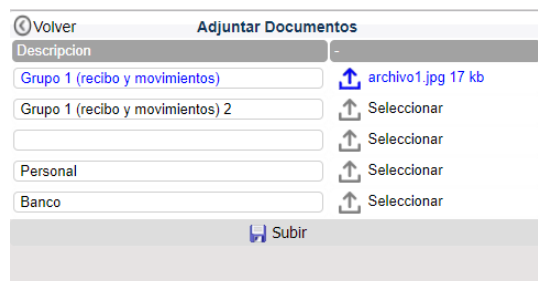 Volver Adjuntar Documentos
Descripcion -
Grupo 1 (recibo y movimientos) archivo1.jpg 17 kb
Grupo 1 (recibo y movimientos) 2 Seleccionar
Seleccionar
Personal Seleccionar
Banco Seleccionar
Subir